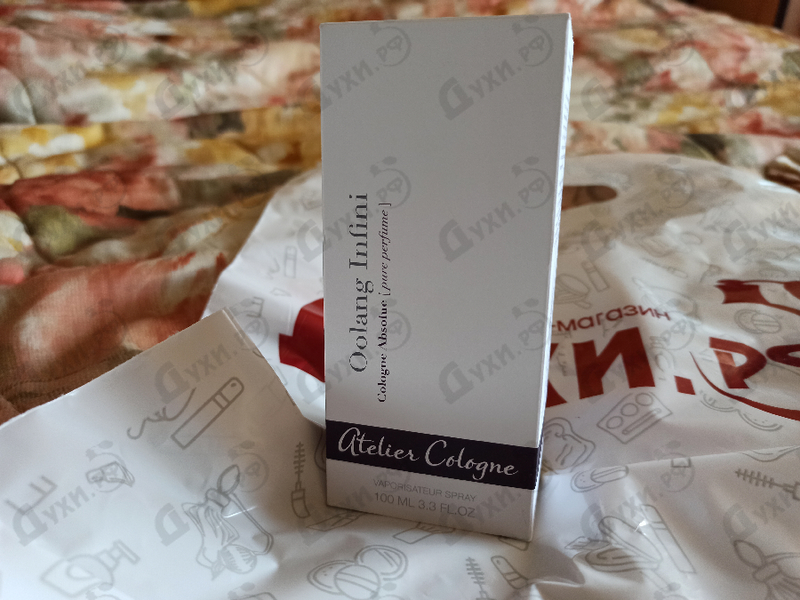 Oolang Infini
Cologne Absolue [pure perfume]
Atelier Cologne
VAPORISATEUR SPRAY
100 ML 3.3 FL.OZ
-магазин
хи.рф
Духи.рф